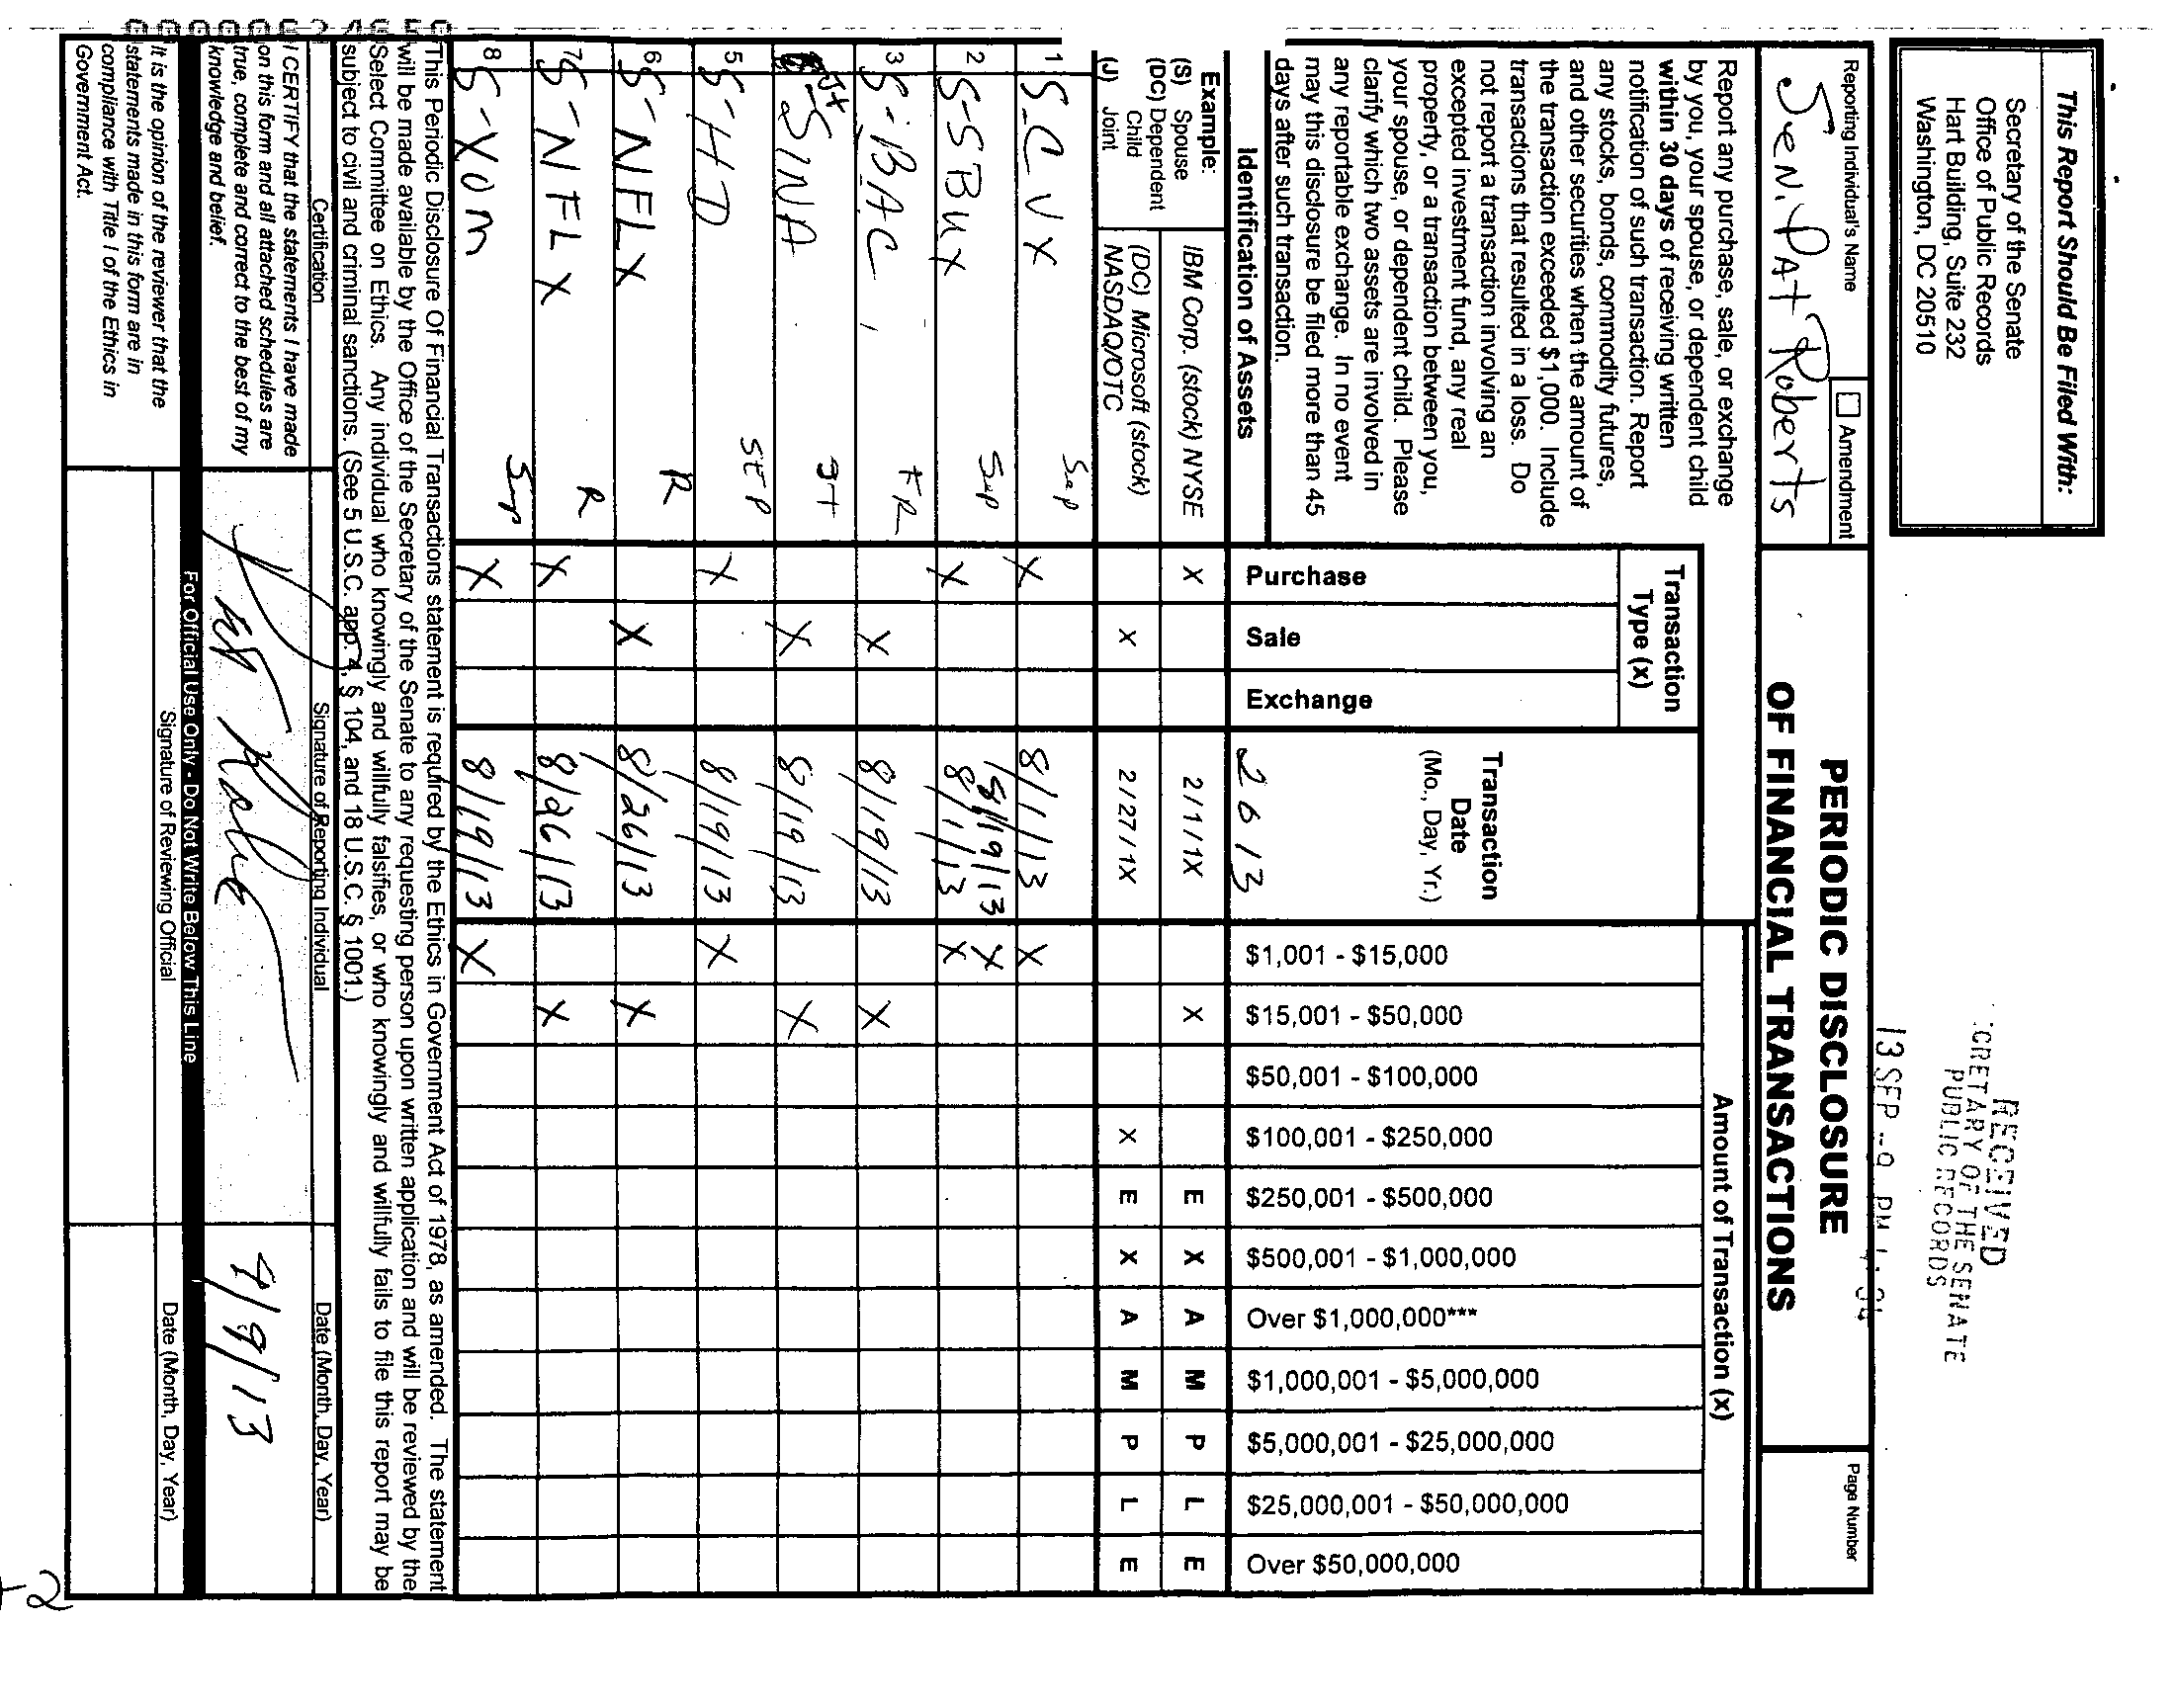 This Report Should Be Filed With:
Secretary of the Senate
Office of Public Records
Hart Building, Suite 232
Washington, DC 20510
RECEIVED
CRETARY OF THE SENATE
PUBLIC RECORDS
13 SEP -9 PM
Reporting Individual's Name
Amendment
Sen. Pat Roberts
PERIODIC DISCLOSURE
OF FINANCIAL TRANSACTIONS
Page Number
Report any purchase, sale, or exchange
by you, your spouse, or dependent child
within 30 days of receiving written
notification of such transaction. Report
any stocks, bonds, commodity futures,
and other securities when the amount of
the transaction exceeded $1,000. Include
transactions that resulted in a loss. Do
not report a transaction involving an
excepted investment fund, any real
property, or a transaction between you,
your spouse, or dependent child. Please
clarify which two assets are involved in
any reportable exchange. In no event
may this disclosure be filed more than 45
days after such transaction.
Identification of Assets
Transaction
Type (x)
Purchase
Sale
Exchange
Transaction
Date
(Mo., Day, Yr.)
2013
Amount of Transaction (x)
$1,001 - $15,000
$15,001 - $50,000
$50,001 - $100,000
$100,001 - $250,000
$250,001 - $500,000
$500,001 - $1,000,000
Over $1,000,000***
$1,000,001 - $5,000,000
$5,000,001 - $25,000,000
$25,000,001 - $50,000,000
Over $50,000,000
Example:
(S) Spouse
(DC) Dependent
Child
(J) Joint
IBM Corp. (stock) NYSE X 2/1/1X X E X A M P L E
(DC) Microsoft (stock)
NASDAQ/OTC X 2/27/1X X E X A M P L E
1 S-CVX Sep X 8/1/13 X
8/19/13 X
2 S-SBUX Sep X 8/1/13 X
3 S-BAC X 8/19/13 X
S-SINA JT X 8/19/13 X
5 S-HD SEP X 8/19/13 X
6 S-NFLX R X 8/26/13 X
7 S-NFLX R X 8/26/13 X
8 S-XOM Sep X 8/19/13 X
This Periodic Disclosure Of Financial Transactions statement is required by the Ethics in Government Act of 1978, as amended. The statement
will be made available by the Office of the Secretary of the Senate to any requesting person upon written application and will be reviewed by the
Select Committee on Ethics. Any individual who knowingly and willfully falsifies, or who knowingly and willfully fails to file this report may be
subject to civil and criminal sanctions. (See 5 U.S.C. app. 4, § 104, and 18 U.S.C. § 1001.)
Certification
Signature of Reporting Individual
Date (Month, Day, Year)
I CERTIFY that the statements I have made
on this form and all attached schedules are
true, complete and correct to the best of my
knowledge and belief.
9/9/13
For Official Use Only - Do Not Write Below This Line
It is the opinion of the reviewer that the
statements made in this form are in
compliance with Title I of the Ethics in
Government Act.
Signature of Reviewing Official
Date (Month, Day, Year)